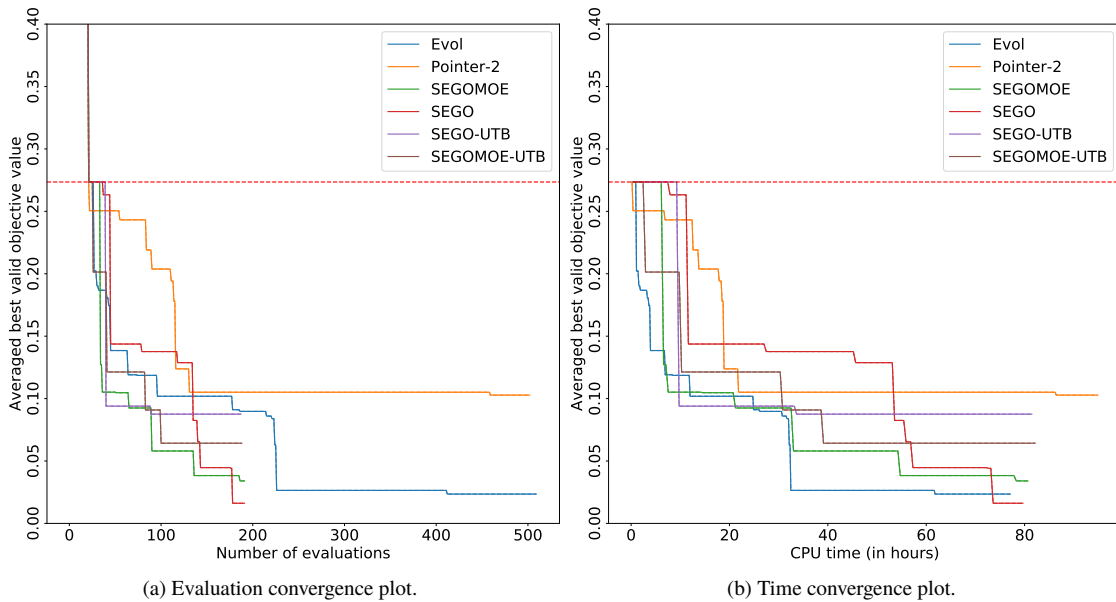 0.40
0.35
0.30
0.25
0.20
0.15
0.10
0.05
0.00
Averaged best valid objective value
0 100 200 300 400 500
Number of evaluations
Evol
Pointer-2
SEGOMOE
SEGO
SEGO-UTB
SEGOMOE-UTB
(a) Evaluation convergence plot.
0.40
0.35
0.30
0.25
0.20
0.15
0.10
0.05
0.00
Averaged best valid objective value
0 20 40 60 80
CPU time (in hours)
Evol
Pointer-2
SEGOMOE
SEGO
SEGO-UTB
SEGOMOE-UTB
(b) Time convergence plot.